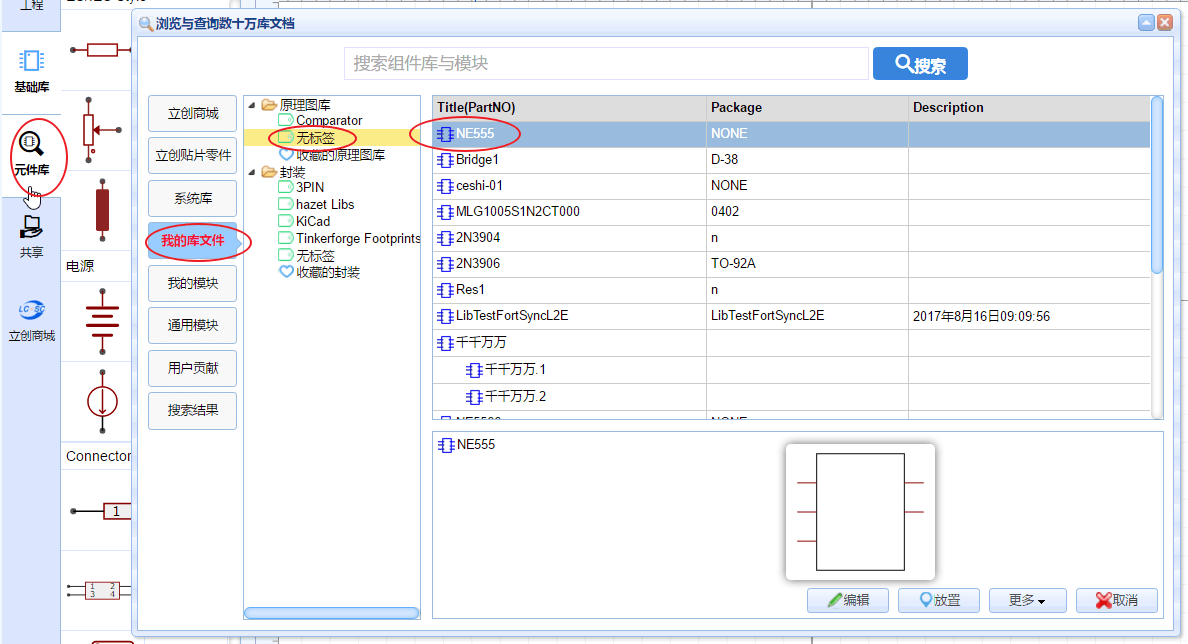 工程
基础库
元件库
共享
LC SC
立创商城
电源
Connector
1
1 2
3 4
浏览与查询数十万库文档
搜索组件库与模块
搜索
立创商城
立创贴片零件
系统库
我的库文件
我的模块
通用模块
用户贡献
搜索结果
原理图库
Comparator
无标签
收藏的原理图库
封装
3PIN
hazet Libs
KiCad
Tinkerforge Footprints
无标签
收藏的封装
Title(PartNO) Package Description
NE555 NONE
Bridge1 D-38
ceshi-01 NONE
MLG1005S1N2CT000 0402
2N3904 n
2N3906 TO-92A
Res1 n
LibTestFortSyncL2E LibTestFortSyncL2E 2017年8月16日09:09:56
千千万万
千千万万.1
千千万万.2
NE555
编辑
放置
更多
取消